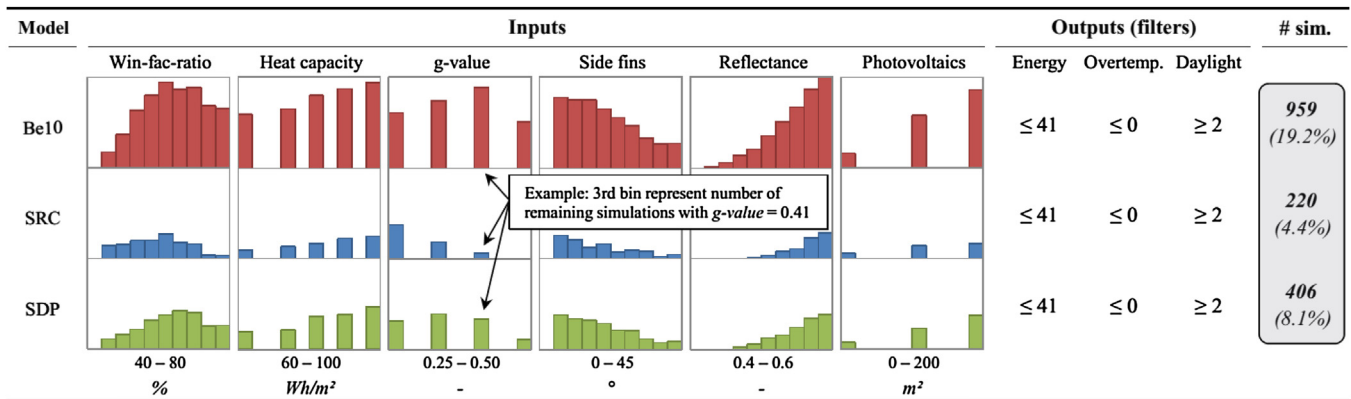 Model Inputs Outputs (filters) # sim.
Win-fac-ratio Heat capacity g-value Side fins Reflectance Photovoltaics Energy Overtemp. Daylight
Be10 ≤ 41 ≤ 0 ≥ 2 959
(19.2%)
Example: 3rd bin represent number of
remaining simulations with g-value = 0.41
SRC ≤ 41 ≤ 0 ≥ 2 220
(4.4%)
SDP ≤ 41 ≤ 0 ≥ 2 406
(8.1%)
40 – 80 60 – 100 0.25 – 0.50 0 – 45 0.4 – 0.6 0 – 200
% Wh/m² - ° - m²